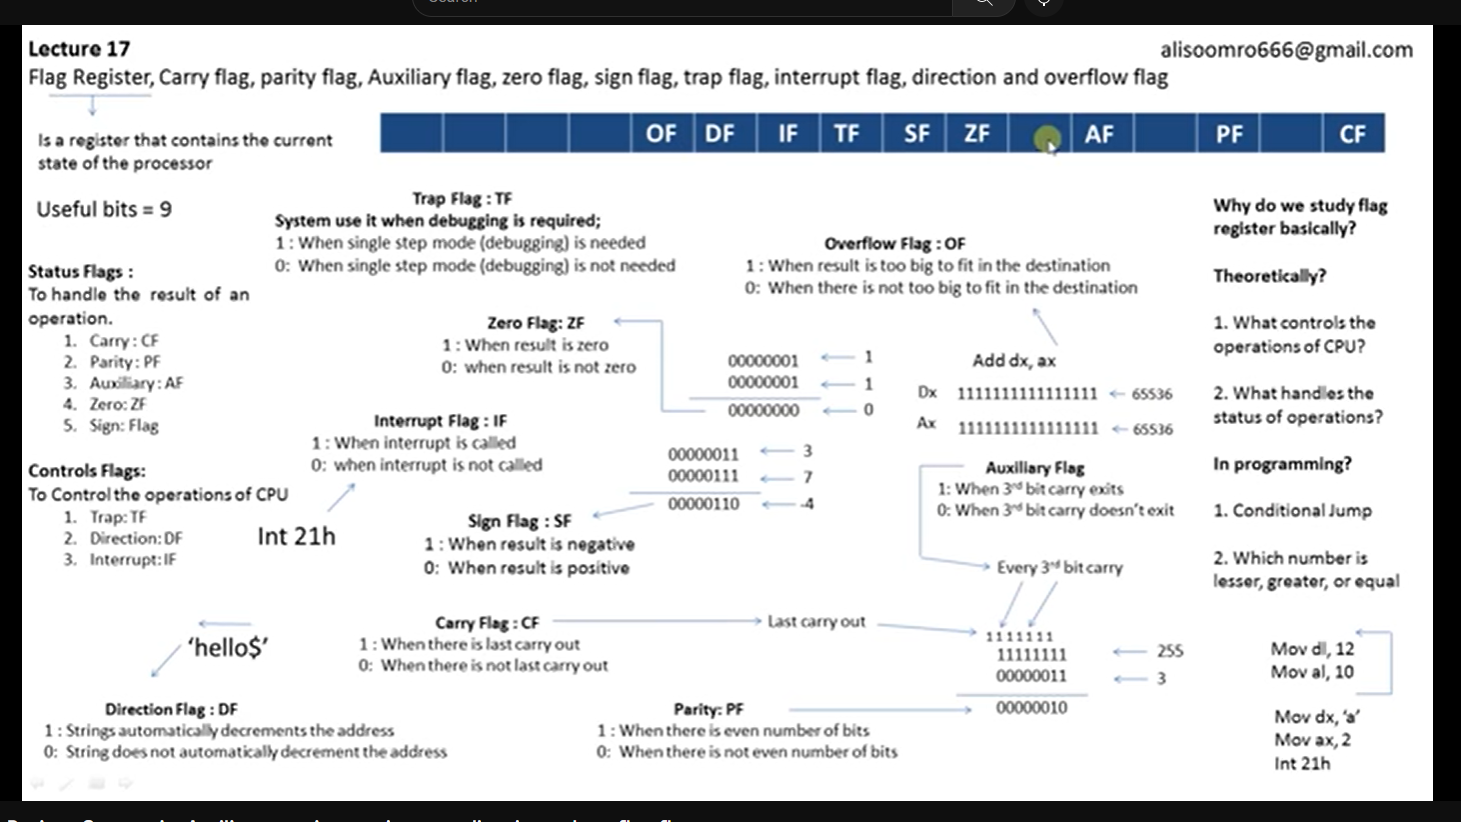 Lecture 17
alisoomro666@gmail.com
Flag Register, Carry flag, parity flag, Auxiliary flag, zero flag, sign flag, trap flag, interrupt flag, direction and overflow flag
Is a register that contains the current
state of the processor
OF DF IF TF SF ZF AF PF CF
Useful bits = 9
Status Flags :
To handle the result of an
operation.
1. Carry : CF
2. Parity : PF
3. Auxiliary : AF
4. Zero: ZF
5. Sign: Flag
Controls Flags:
To Control the operations of CPU
1. Trap: TF
2. Direction: DF
3. Interrupt: IF
Trap Flag : TF
System use it when debugging is required;
1 : When single step mode (debugging) is needed
0: When single step mode (debugging) is not needed
Zero Flag: ZF
1 : When result is zero
0: when result is not zero
00000001 1
00000001 1
00000000 0
Interrupt Flag : IF
1 : When interrupt is called
0: when interrupt is not called
Int 21h
00000011 3
00000111 7
00000110 -4
Sign Flag : SF
1 : When result is negative
0: When result is positive
Overflow Flag : OF
1 : When result is too big to fit in the destination
0: When there is not too big to fit in the destination
Add dx, ax
Dx 1111111111111111 65536
Ax 1111111111111111 65536
Auxiliary Flag
1: When 3rd bit carry exits
0: When 3rd bit carry doesn't exit
Every 3rd bit carry
Carry Flag : CF
1 : When there is last carry out
0: When there is not last carry out
Last carry out
1111111
11111111 255
00000011 3
00000010
'hello$'
Direction Flag : DF
1 : Strings automatically decrements the address
0: String does not automatically decrement the address
Parity: PF
1 : When there is even number of bits
0: When there is not even number of bits
Why do we study flag
register basically?
Theoretically?
1. What controls the
operations of CPU?
2. What handles the
status of operations?
In programming?
1. Conditional Jump
2. Which number is
lesser, greater, or equal
Mov dl, 12
Mov al, 10
Mov dx, 'a'
Mov ax, 2
Int 21h